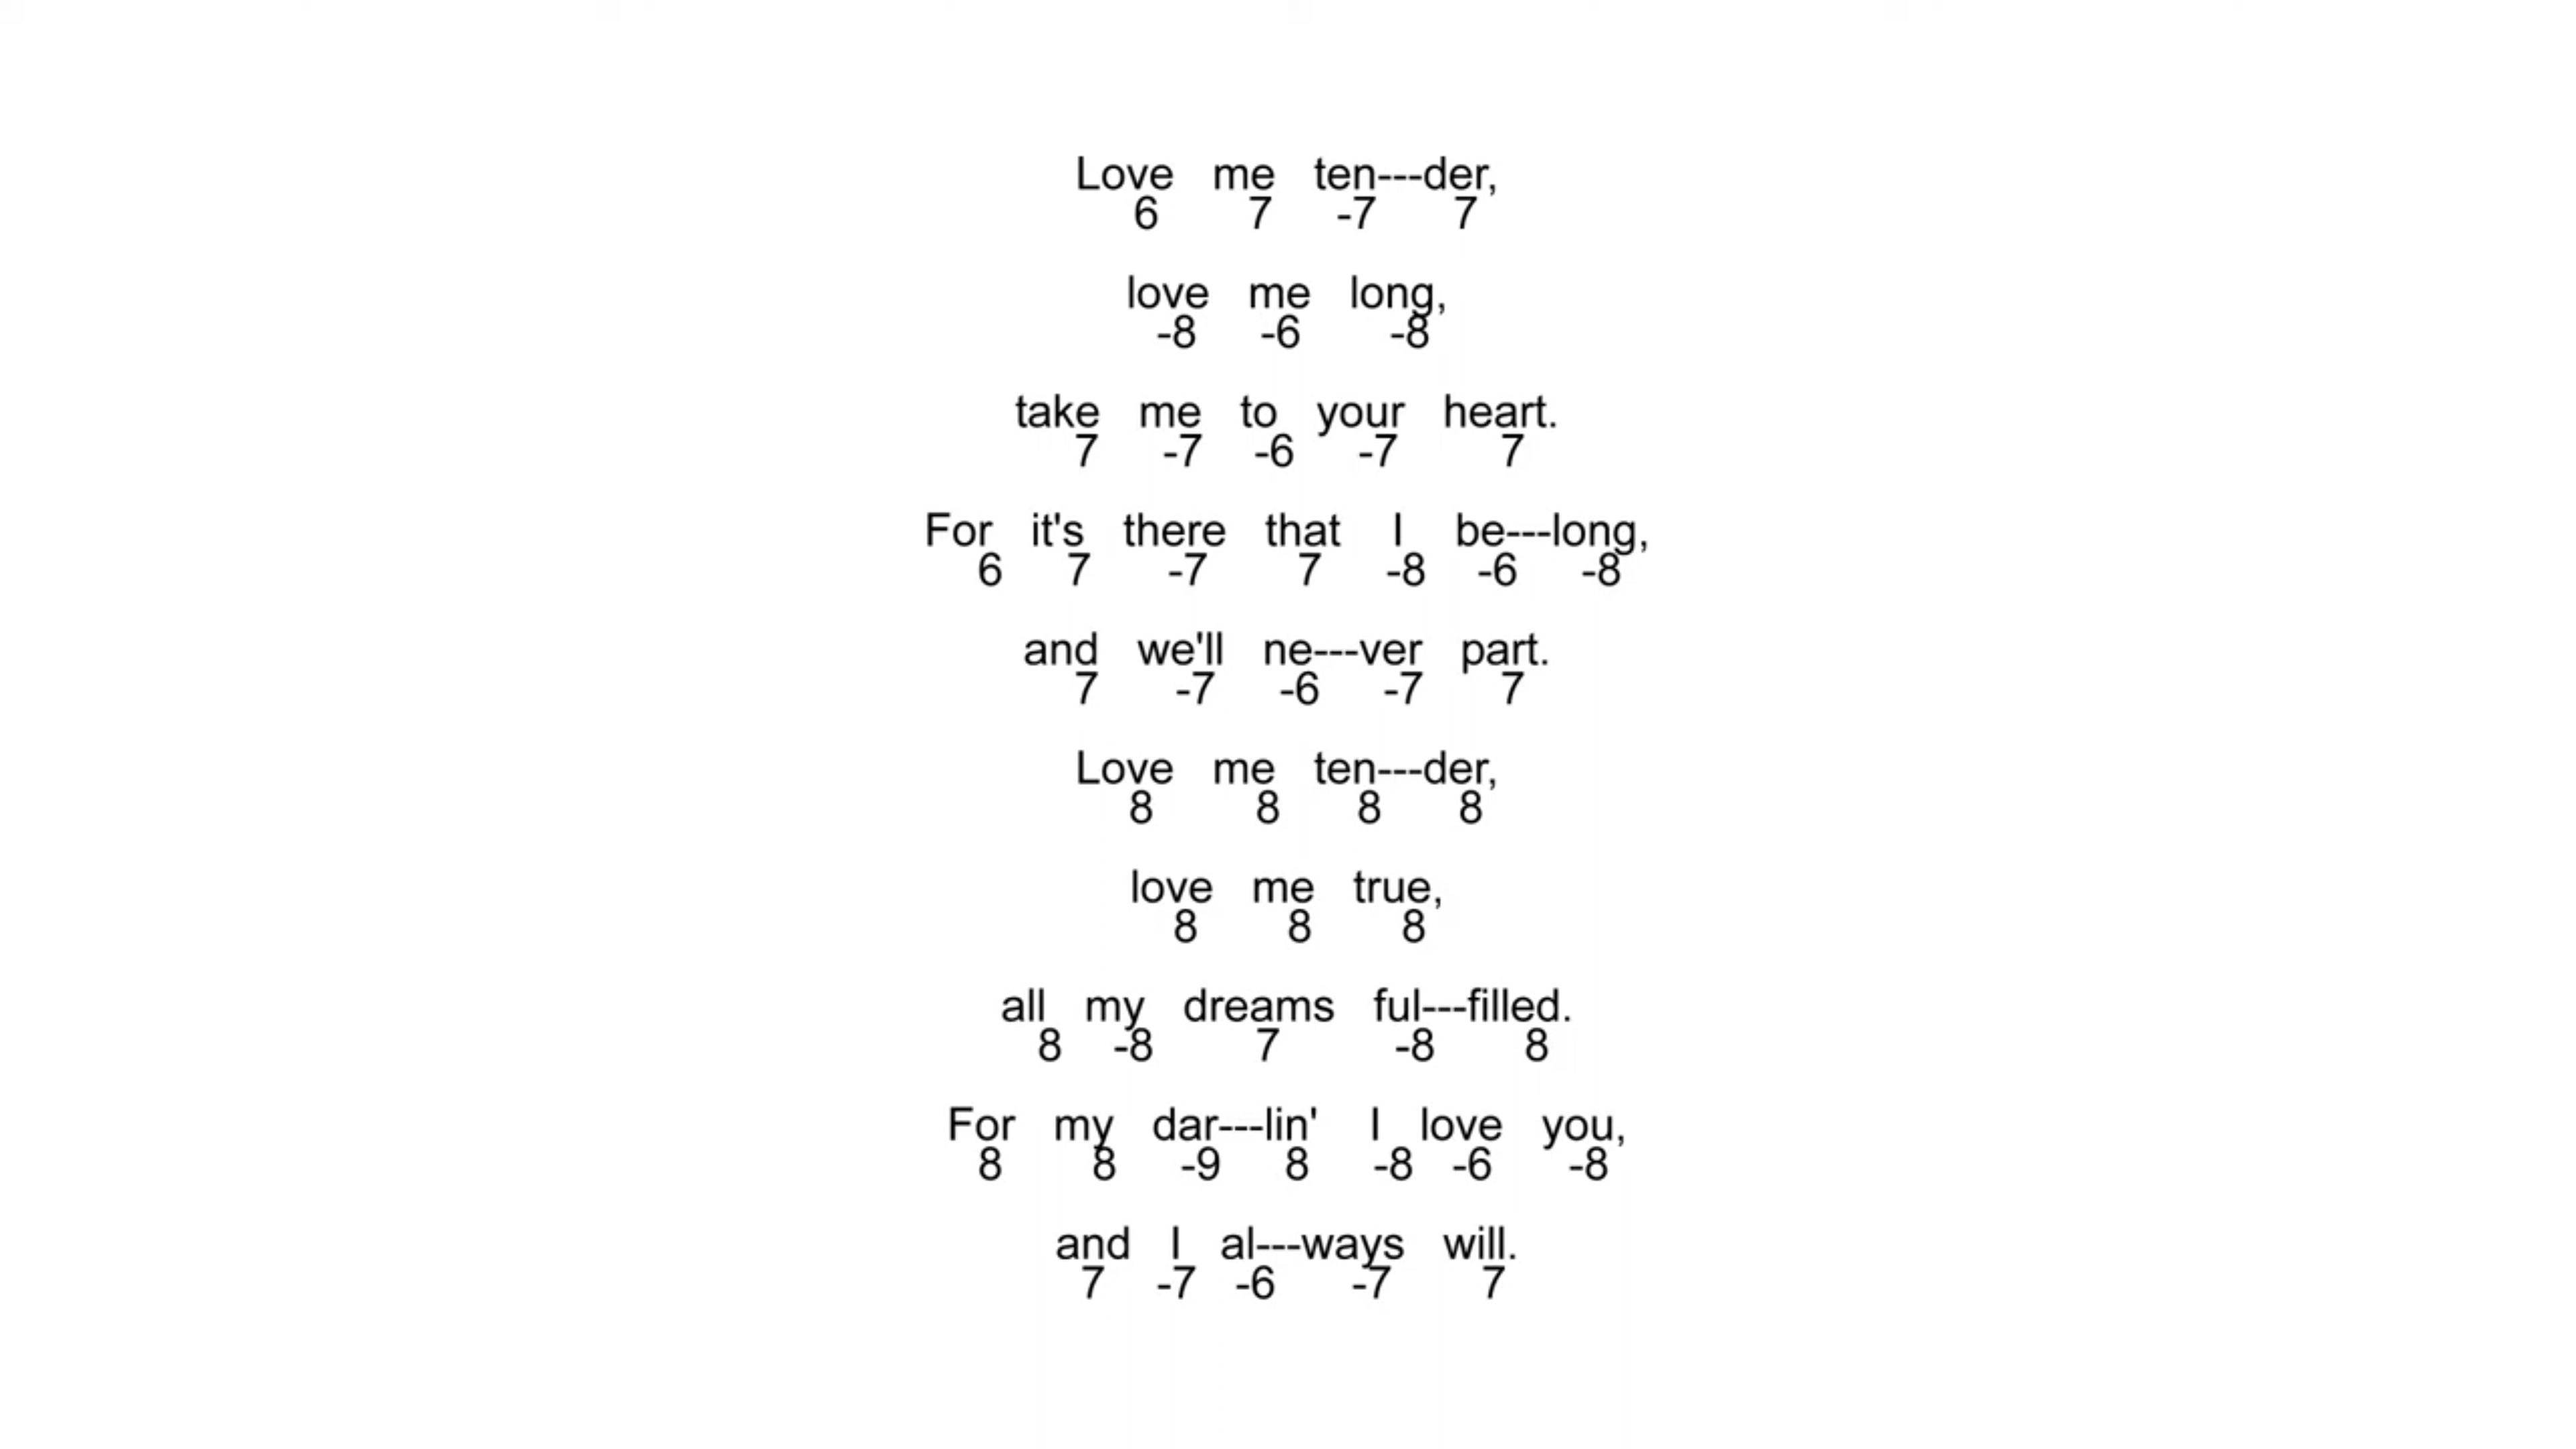 Love me ten---der,
6 7 -7 7
love me long,
-8 -6 -8
take me to your heart.
7 -7 -6 -7 7
For it's there that I be---long,
6 7 -7 7 -8 -6 -8
and we'll ne---ver part.
7 -7 -6 -7 7
Love me ten---der,
8 8 8 8
love me true,
8 8 8
all my dreams ful---filled.
8 -8 7 -8 8
For my dar---lin' I love you,
8 8 -9 8 -8 -6 -8
and I al---ways will.
7 -7 -6 -7 7